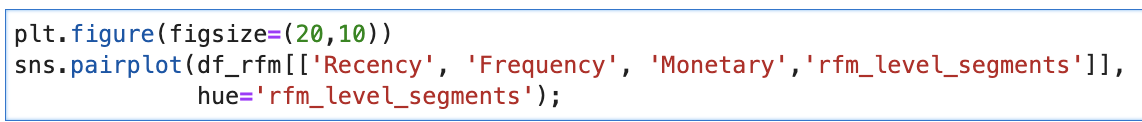 plt.figure(figsize=(20,10))
sns.pairplot(df_rfm[['Recency', 'Frequency', 'Monetary','rfm_level_segments']],
             hue='rfm_level_segments');